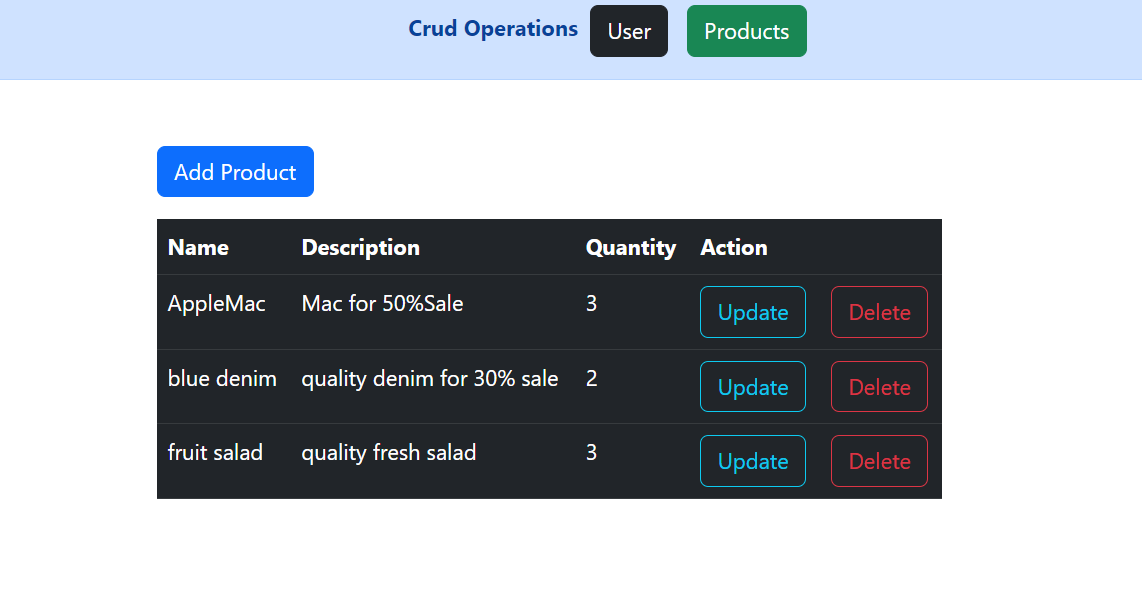 Crud Operations User Products
Add Product
Name Description Quantity Action
AppleMac Mac for 50%Sale 3 Update Delete
blue denim quality denim for 30% sale 2 Update Delete
fruit salad quality fresh salad 3 Update Delete